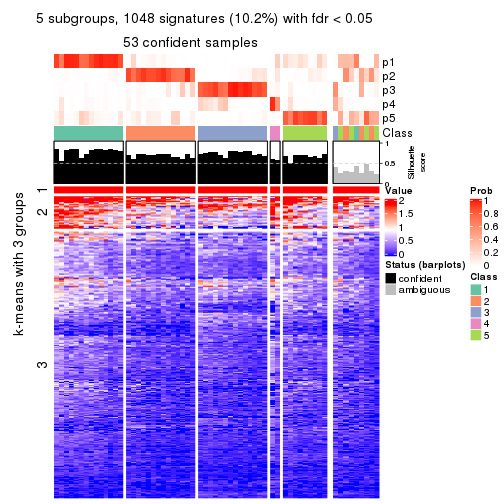 5 subgroups, 1048 signatures (10.2%) with fdr < 0.05
53 confident samples
p1
p2
p3
p4
p5
Class
1
0.5
0
Silhouette
score
k-means with 3 groups
1
2
3
Value
2
1.5
1
0.5
0
Status (barplots)
confident
ambiguous
Prob
1
0.8
0.6
0.4
0.2
0
Class
1
2
3
4
5